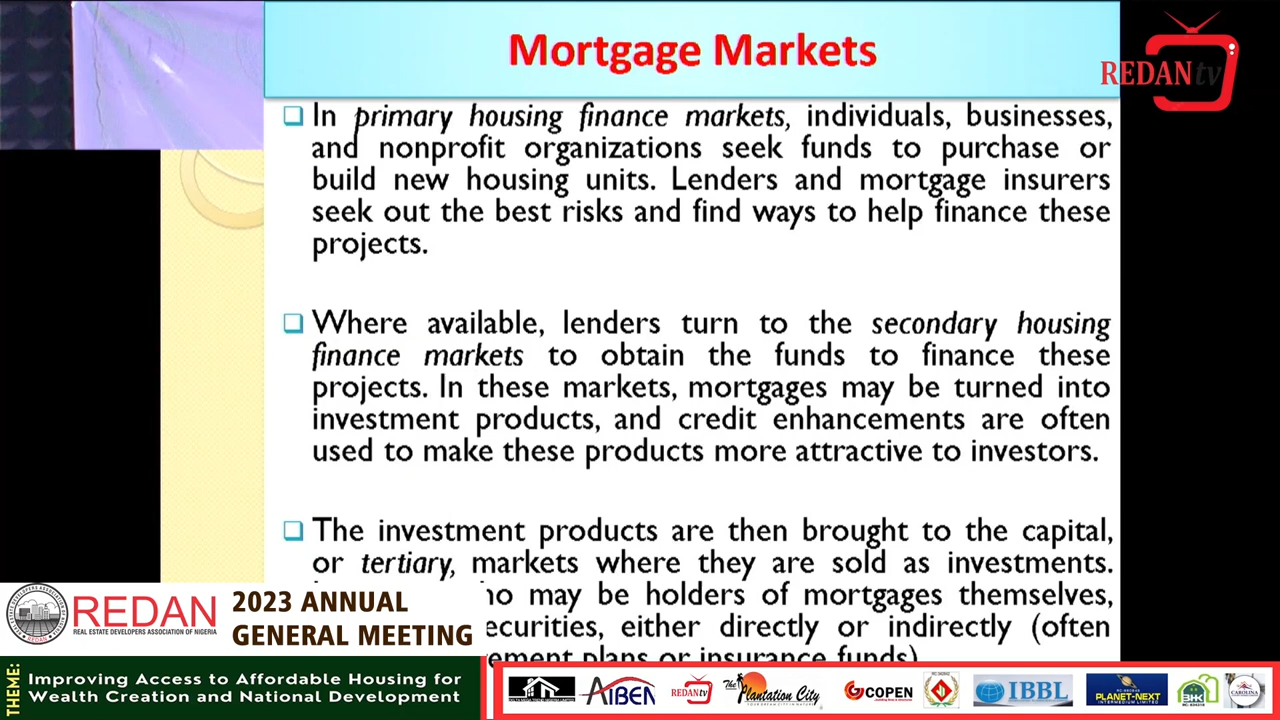 Mortgage Markets
REDANtv
In primary housing finance markets, individuals, businesses,
and nonprofit organizations seek funds to purchase or
build new housing units. Lenders and mortgage insurers
seek out the best risks and find ways to help finance these
projects.
Where available, lenders turn to the secondary housing
finance markets to obtain the funds to finance these
projects. In these markets, mortgages may be turned into
investment products, and credit enhancements are often
used to make these products more attractive to investors.
The investment products are then brought to the capital,
or tertiary, markets where they are sold as investments.
may be holders of mortgages themselves,
either directly or indirectly (often
plans or insurance funds)
REDAN
REAL ESTATE DEVELOPERS ASSOCIATION OF NIGERIA
2023 ANNUAL
GENERAL MEETING
THEME:
Improving Access to Affordable Housing for
Wealth Creation and National Development
AIBEN
REDANtv
The Plantation City
COPEN
IBBL
PLANET-NEXT
INTERMEDIUM LIMITED
BHK
CAROLINA